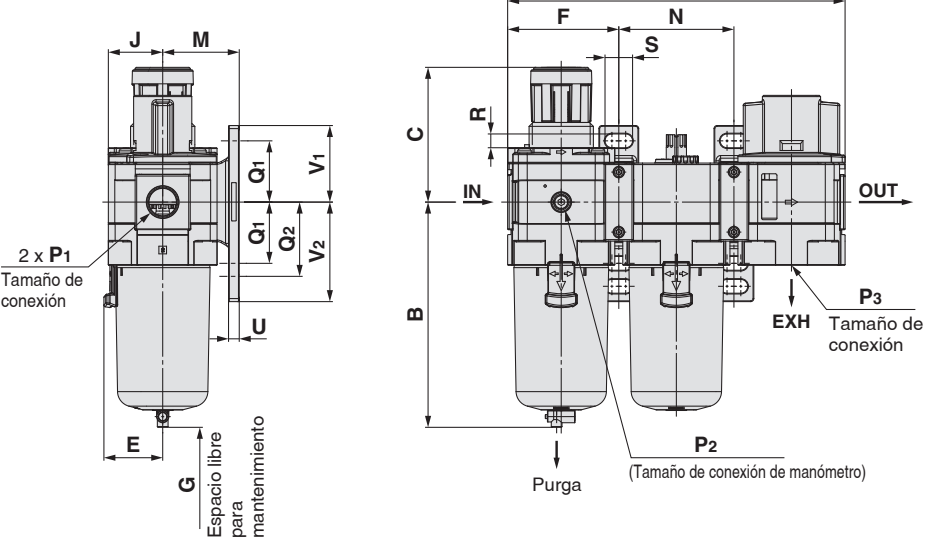 J
M
Q1
V1
Q1
Q2
V2
2 x P1
Tamaño de
conexión
U
E
G
Espacio libre
para
mantenimiento
F
N
S
R
C
IN
OUT
B
EXH
P3
Tamaño de
conexión
P2
(Tamaño de conexión de manómetro)
Purga